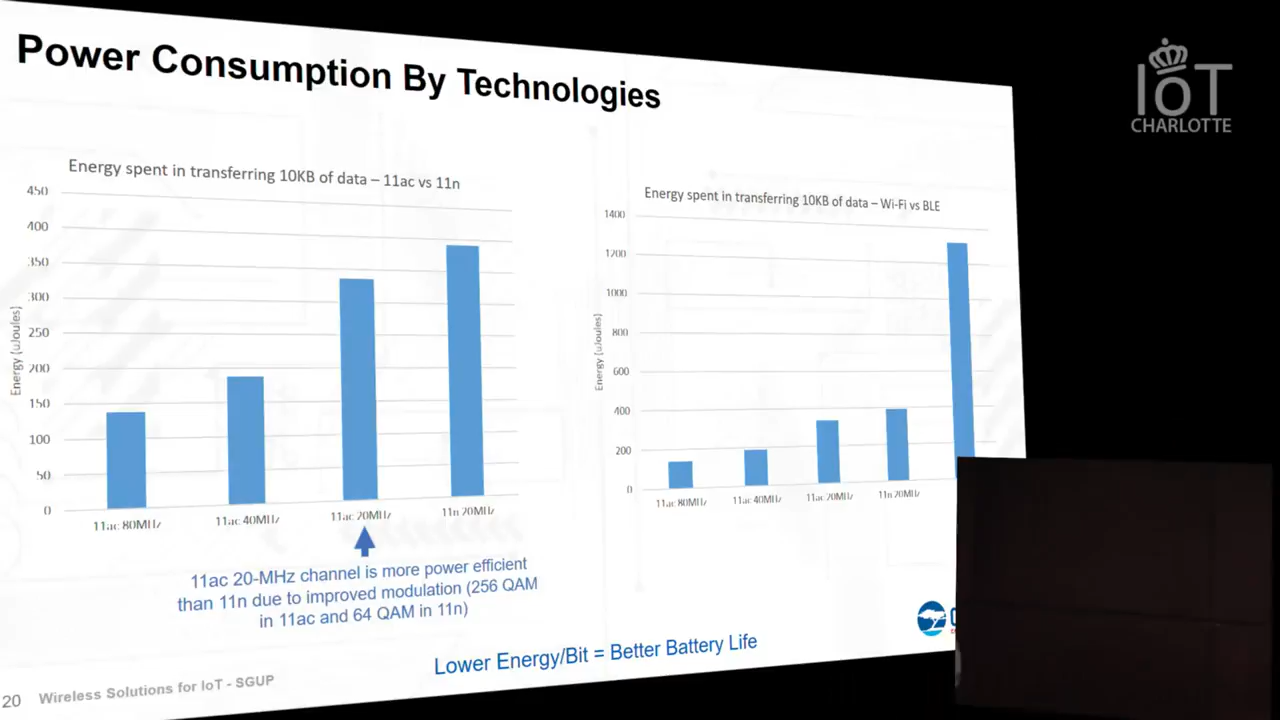 Power Consumption By Technologies
IoT
CHARLOTTE
Energy spent in transferring 10KB of data – 11ac vs 11n
450
400
350
300
250
200
150
100
50
0
Energy (uJoules)
11ac 80MHz
11ac 40MHz
11ac 20MHz
11n 20MHz
11ac 20-MHz channel is more power efficient
than 11n due to improved modulation (256 QAM
in 11ac and 64 QAM in 11n)
Energy spent in transferring 10KB of data – Wi-Fi vs BLE
1400
1200
1000
800
600
400
200
0
Energy (uJoules)
11ac 80MHz
11ac 40MHz
11ac 20MHz
11n 20MHz
Lower Energy/Bit = Better Battery Life
20 Wireless Solutions for IoT - SGUP